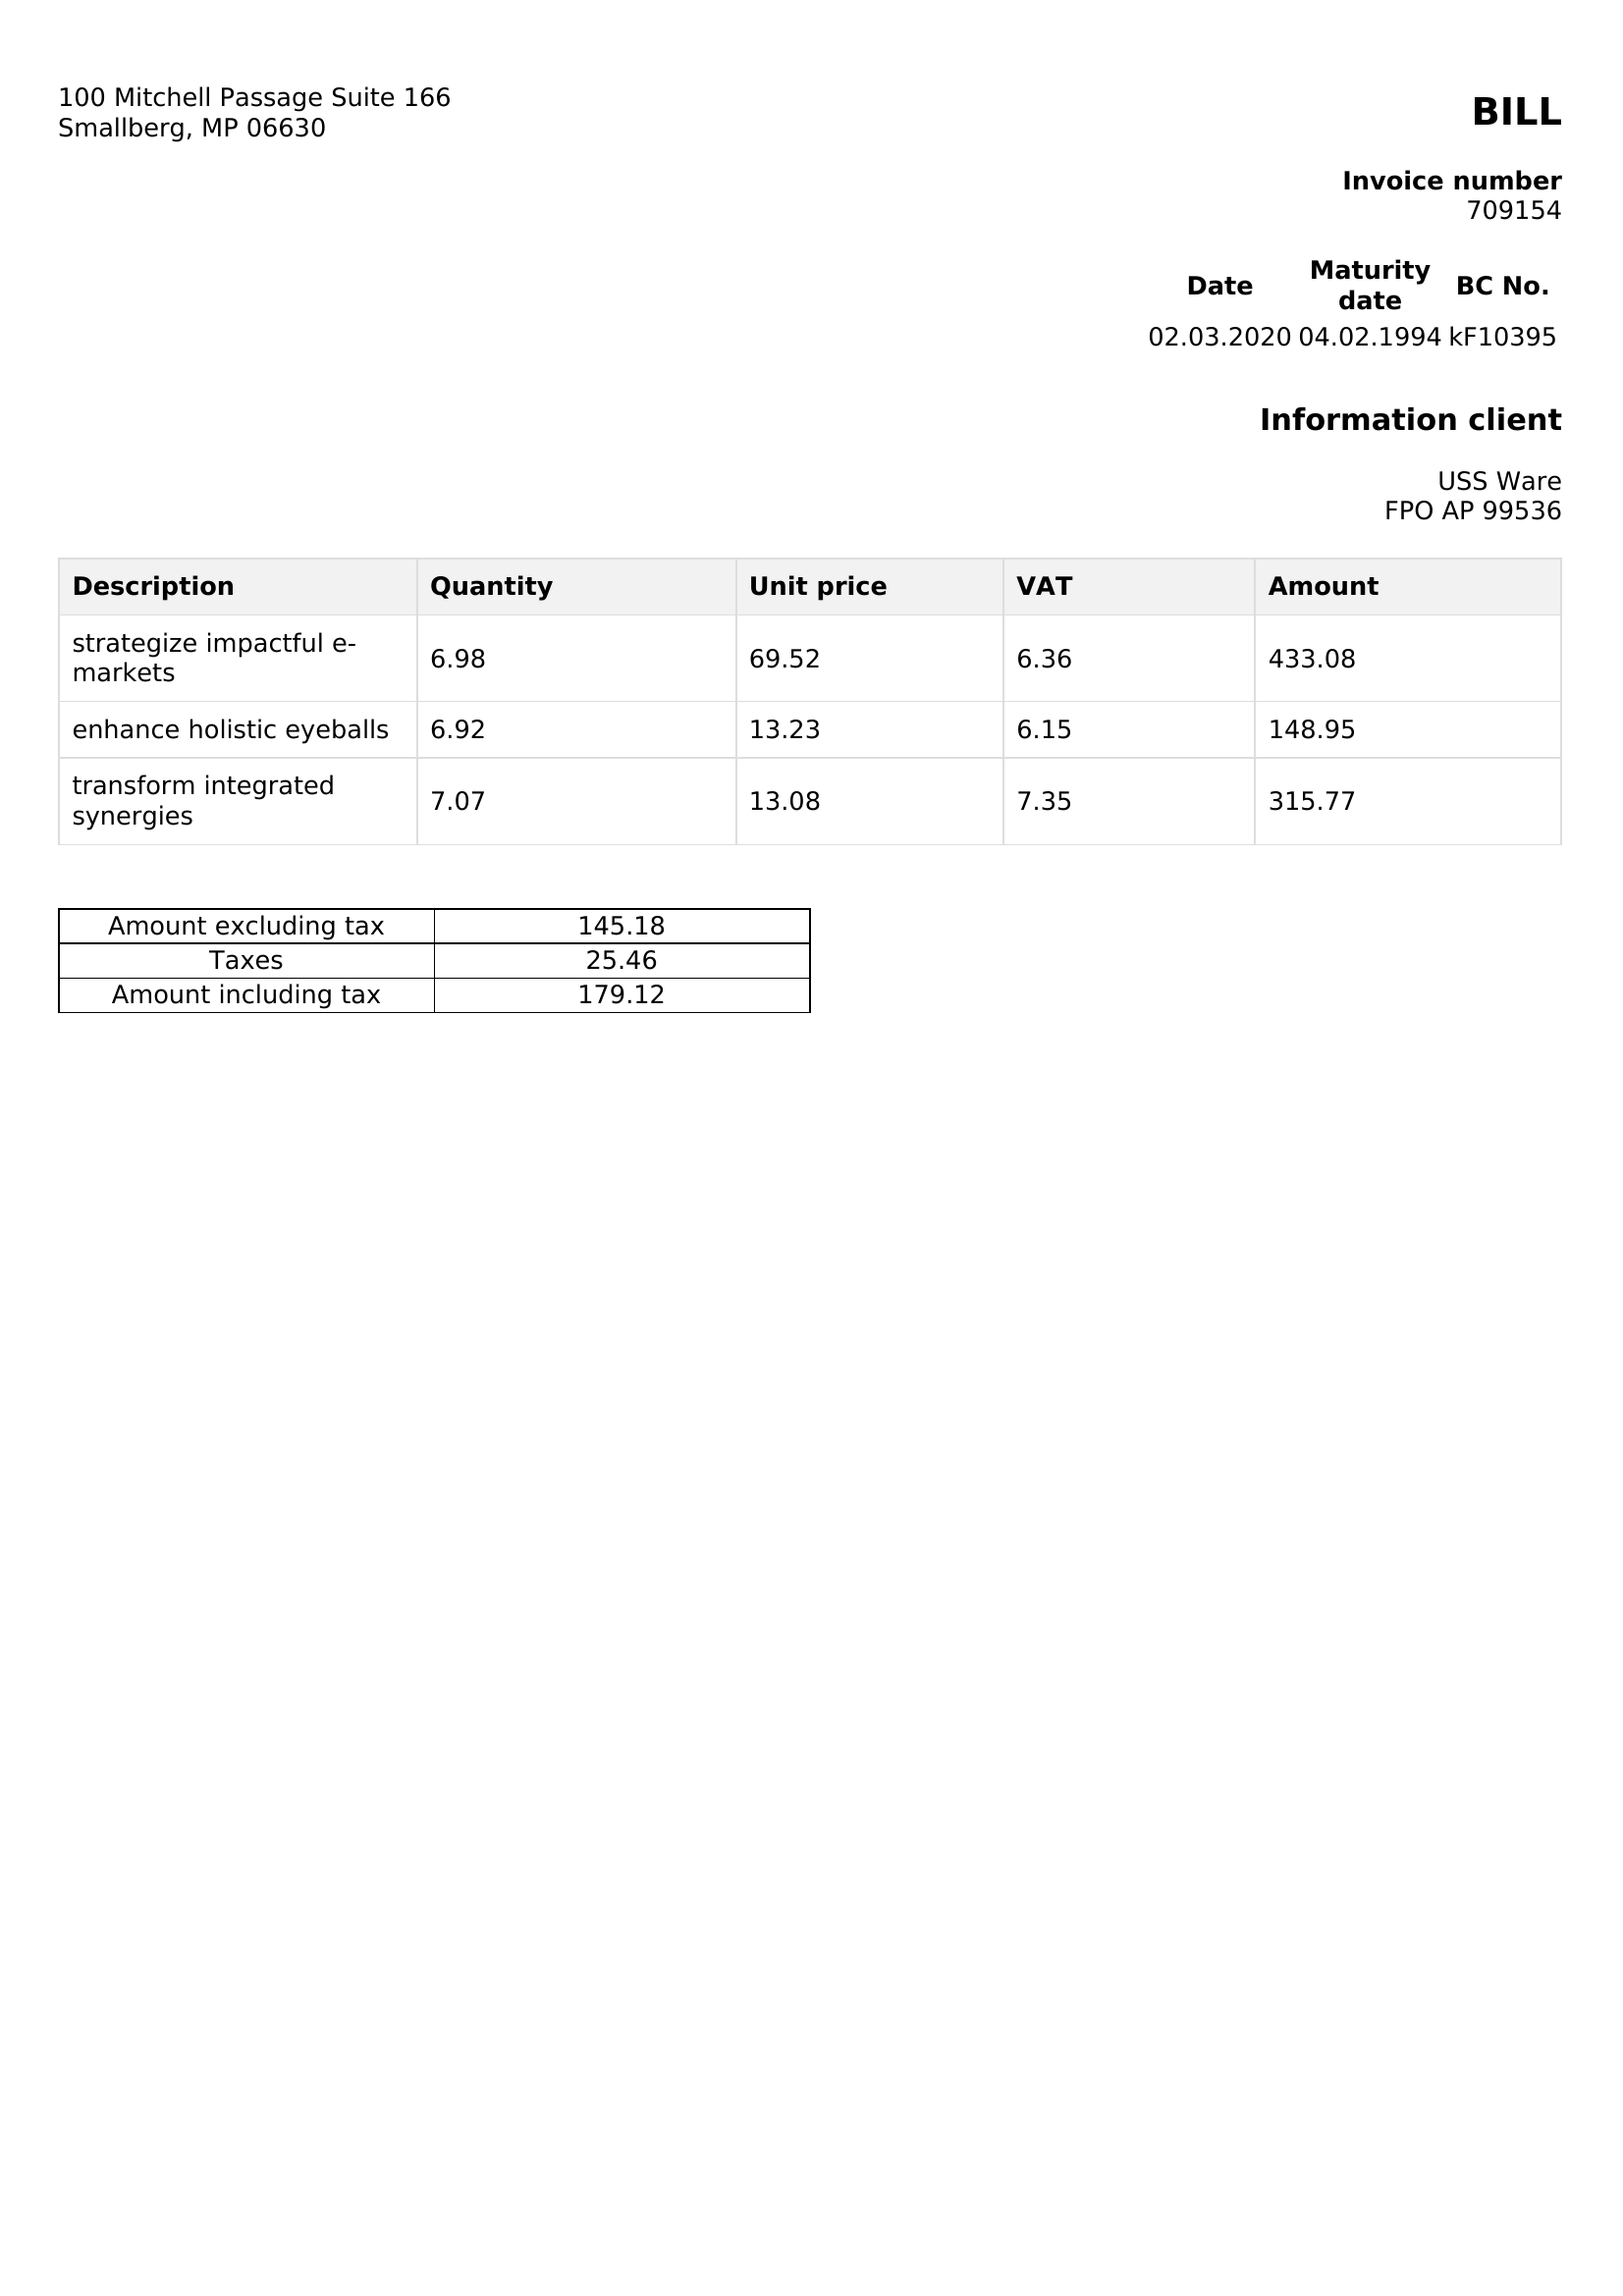 100 Mitchell Passage Suite 166
Smallberg, MP 06630
BILL
Invoice number
709154
Date Maturity date BC No.
02.03.2020 04.02.1994 kF10395
Information client
USS Ware
FPO AP 99536
Description Quantity Unit price VAT Amount
strategize impactful e-
markets 6.98 69.52 6.36 433.08
enhance holistic eyeballs 6.92 13.23 6.15 148.95
transform integrated
synergies 7.07 13.08 7.35 315.77
Amount excluding tax 145.18
Taxes 25.46
Amount including tax 179.12